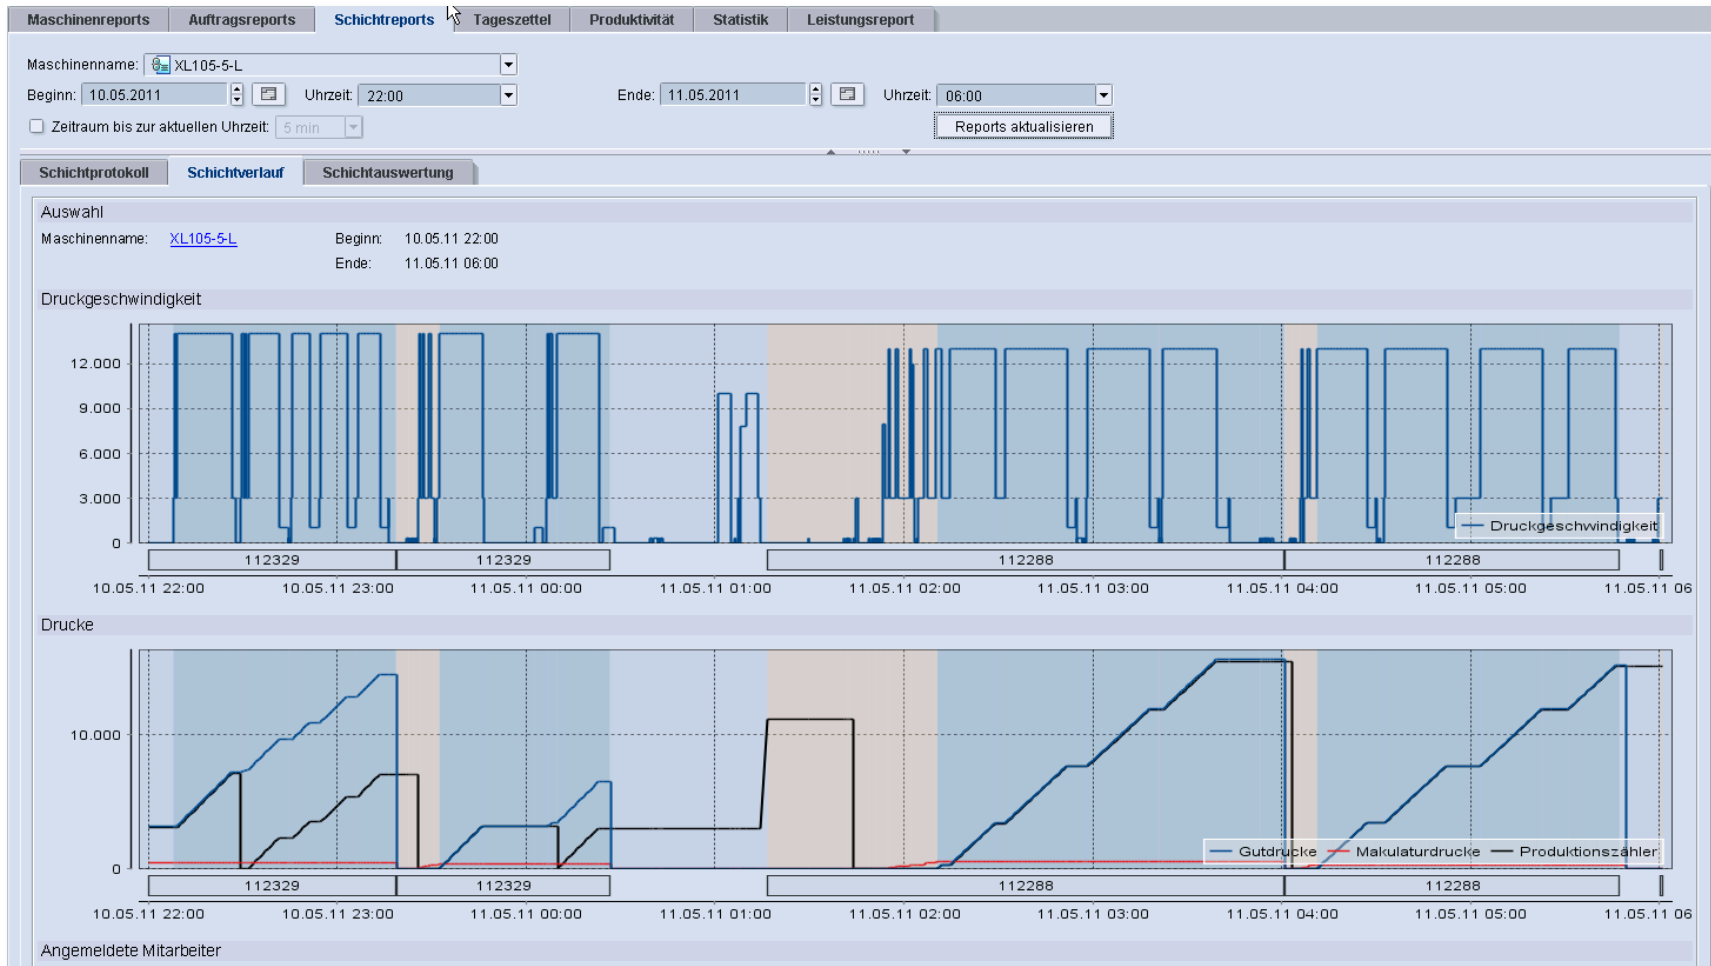 Maschinenreports Auftragsreports Schichtreports Tageszettel Produktivität Statistik Leistungsreport
Maschinenname: XL105-5-L
Beginn: 10.05.2011 Uhrzeit: 22:00 Ende: 11.05.2011 Uhrzeit: 06:00
Zeitraum bis zur aktuellen Uhrzeit: 5 min Reports aktualisieren
Schichtprotokoll Schichtverlauf Schichtauswertung
Auswahl
Maschinenname: XL105-5-L Beginn: 10.05.11 22:00
Ende: 11.05.11 06:00
Druckgeschwindigkeit
12.000
9.000
6.000
3.000
Druckgeschwindigkeit
0
112329 112329 112288 112288
10.05.11 22:00 10.05.11 23:00 11.05.11 00:00 11.05.11 01:00 11.05.11 02:00 11.05.11 03:00 11.05.11 04:00 11.05.11 05:00 11.05.11 06
Drucke
10.000
Gutdrucke Makulaturdrucke Produktionszähler
0
112329 112329 112288 112288
10.05.11 22:00 10.05.11 23:00 11.05.11 00:00 11.05.11 01:00 11.05.11 02:00 11.05.11 03:00 11.05.11 04:00 11.05.11 05:00 11.05.11 06
Angemeldete Mitarbeiter